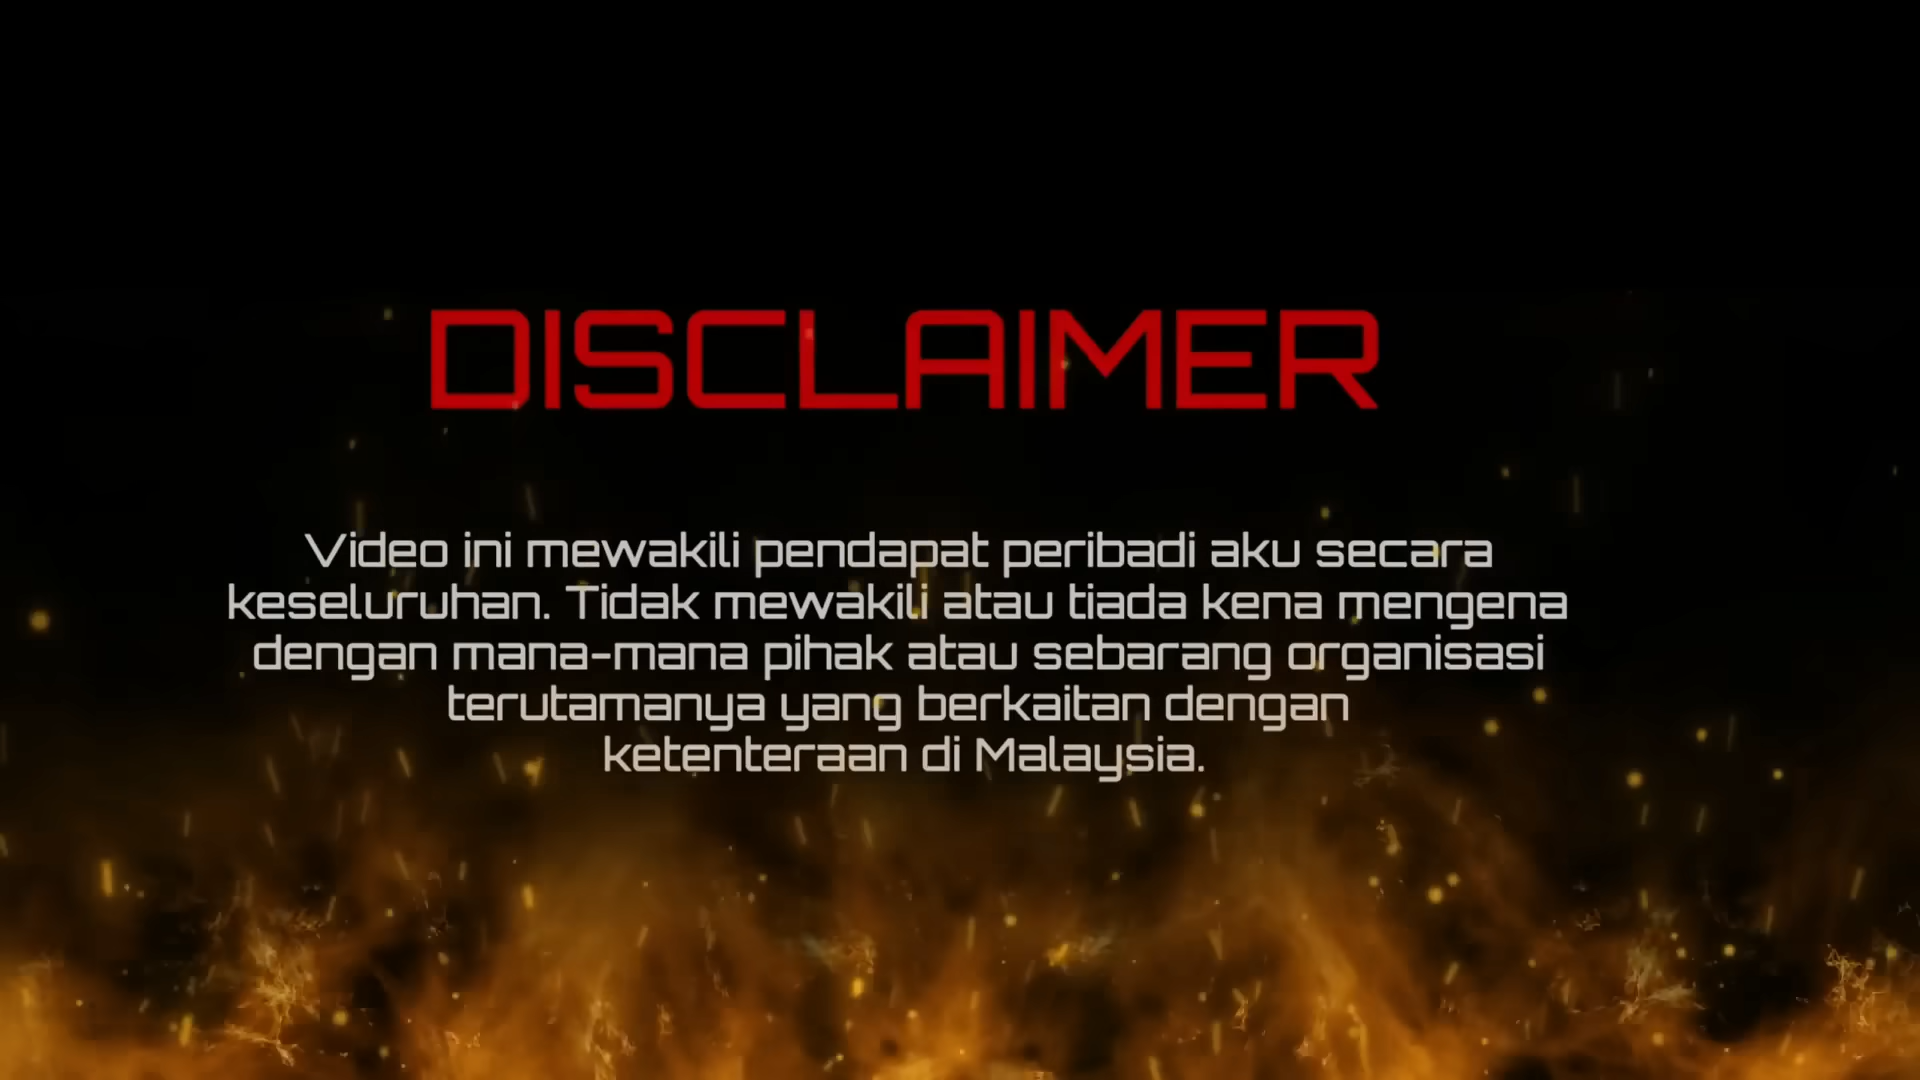 DISCLAIMER
Video ini mewakili pendapat peribadi aku secara
keseluruhan. Tidak mewakili atau tiada kena mengena
dengan mana-mana pihak atau sebarang organisasi
terutamanya yang berkaitan dengan
ketenteraan di Malaysia.